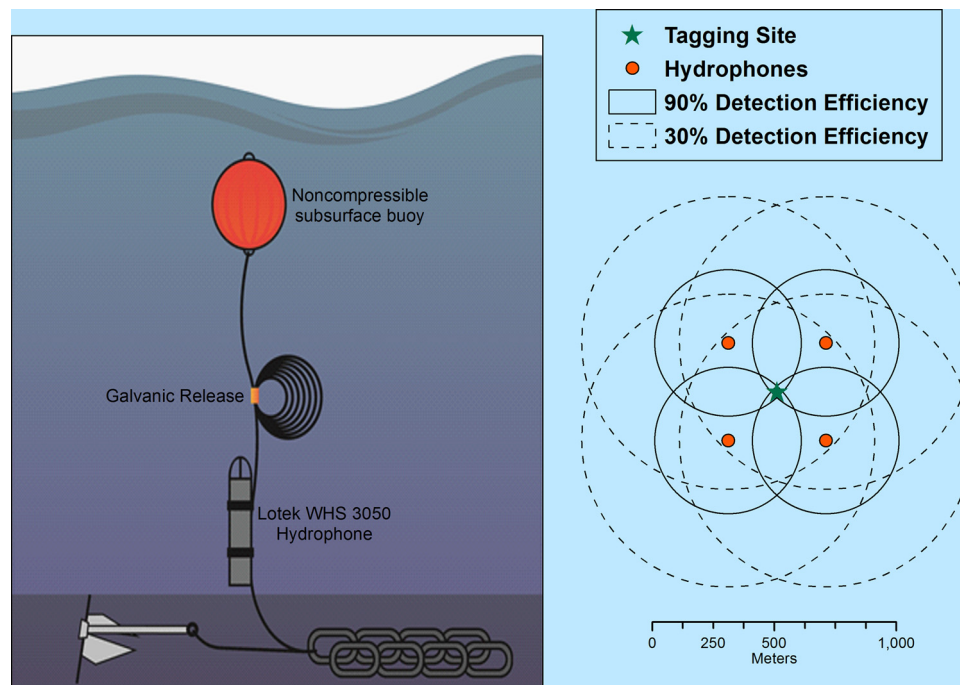 Noncompressible
subsurface buoy
Galvanic Release
Lotek WHS 3050
Hydrophone
Tagging Site
Hydrophones
90% Detection Efficiency
30% Detection Efficiency
0 250 500 1,000
Meters